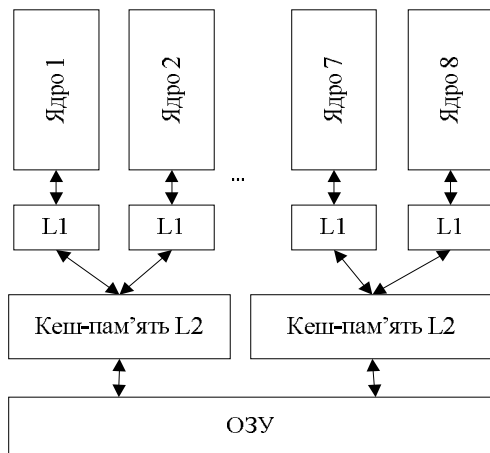 Ядро 1
Ядро 2
...
Ядро 7
Ядро 8
L1
L1
L1
L1
Кеш-пам’ять L2
Кеш-пам’ять L2
ОЗУ